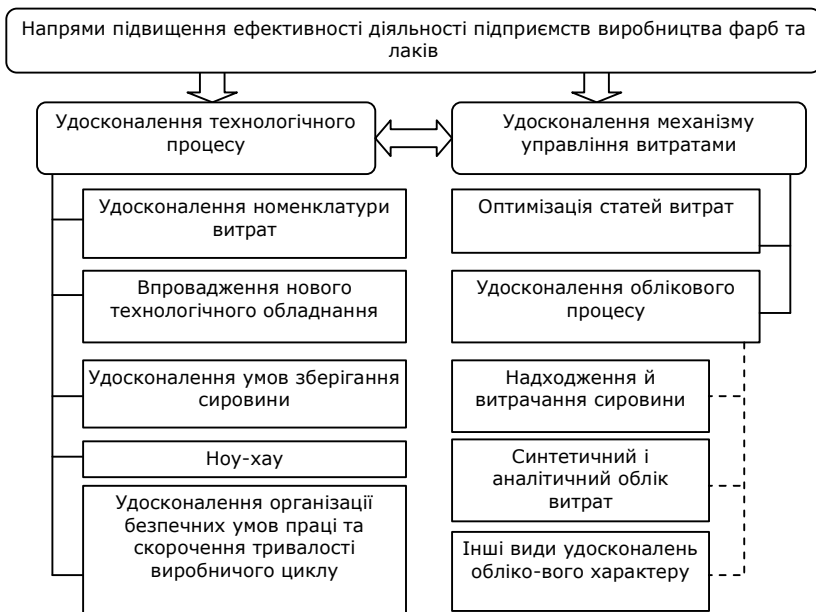 Напрями підвищення ефективності діяльності підприємств виробництва фарб та
лаків
Удосконалення технологічного
процесу
Удосконалення механізму
управління витратами
Удосконалення номенклатури
витрат
Впровадження нового
технологічного обладнання
Удосконалення умов зберігання
сировини
Ноу-хау
Удосконалення організації
безпечних умов праці та
скорочення тривалості
виробничого циклу
Оптимізація статей витрат
Удосконалення облікового
процесу
Надходження й
витрачання сировини
Синтетичний і
аналітичний облік
витрат
Інші види удосконалень
обліко-вого характеру